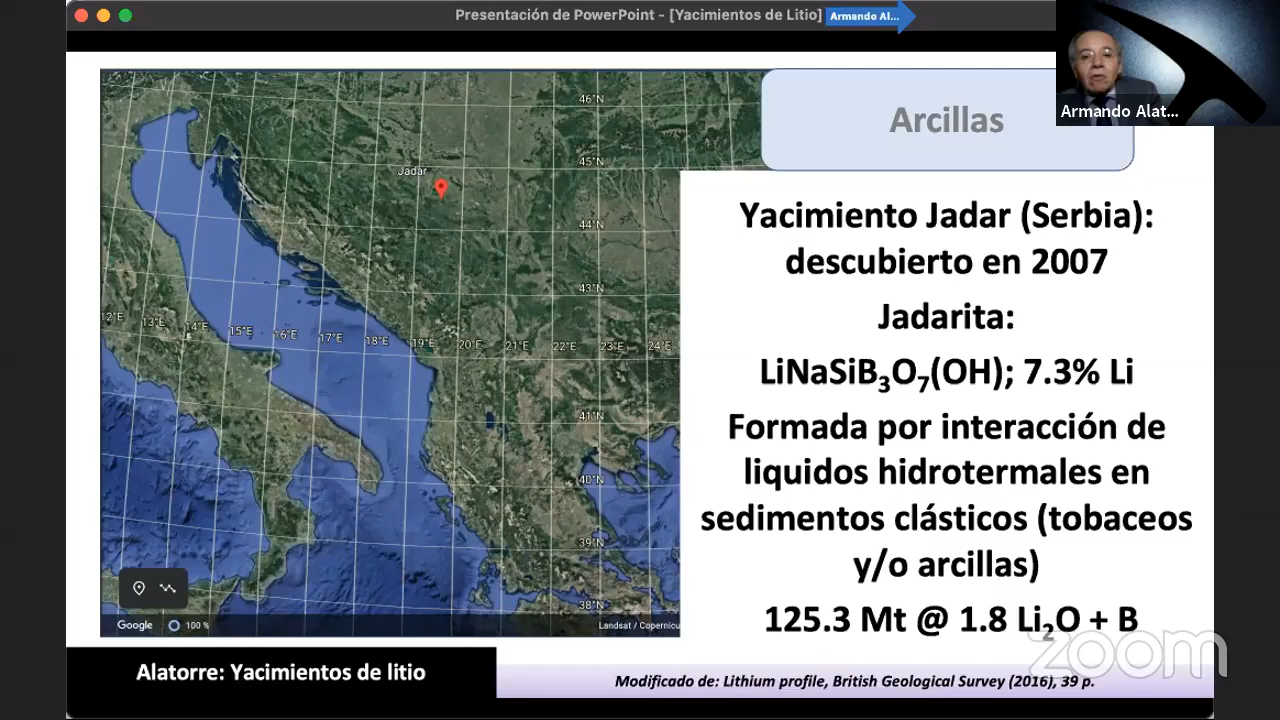 Presentación de PowerPoint - [Yacimientos de Litio]
Armando Al...
Armando Alat...
Arcillas
Yacimiento Jadar (Serbia):
descubierto en 2007
Jadarita:
LiNaSiB₃O₇(OH); 7.3% Li
Formada por interacción de
liquidos hidrotermales en
sedimentos clásticos (tobaceos
y/o arcillas)
125.3 Mt @ 1.8 Li₂O + B
46°N
45°N
Jadar
44°N
43°N
12°E 13°E 14°E 15°E 16°E 17°E 18°E 19°E 20°E 21°E 22°E 23°E 24°E
41°N
40°N
39°N
38°N
Google 100 % Landsat / Copernicu
zoom
Alatorre: Yacimientos de litio
Modificado de: Lithium profile, British Geological Survey (2016), 39 p.